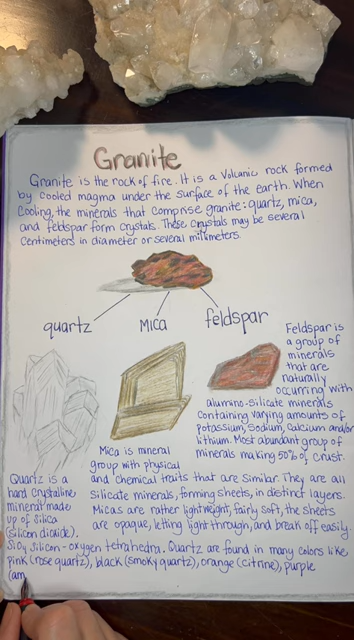 Granite
Granite is the rock of fire. It is a Volcanic rock formed
by cooled magma under the surface of the earth. When
Cooling, the minerals that comprise granite: quartz, mica,
and feldspar form crystals. These crystals may be several
Centimeters in diameter or several millimeters.
quartz
Mica
feldspar
Feldspar is
a group of
minerals
that are
naturally
occurring with
alumino-silicate minerals
Containing varying amounts of
potassium, sodium, Calcium and/or
lithium. Most abundant group of
minerals making 50% of crust.
Mica is mineral
group with physical
and chemical traits that are similar. They are all
Silicate minerals, forming sheets, in distinct layers.
Micas are rather lightweight, fairly soft, the sheets
are opaque, letting light through, and break off easily.
Quartz is a
hard crystalline
mineral made
up of silica
(silicon dioxide).
SiO4 Silicon-oxygen tetrahedra. Quartz are found in many colors like
pink (rose quartz), black (smoky quartz), orange (citrine), purple
(am